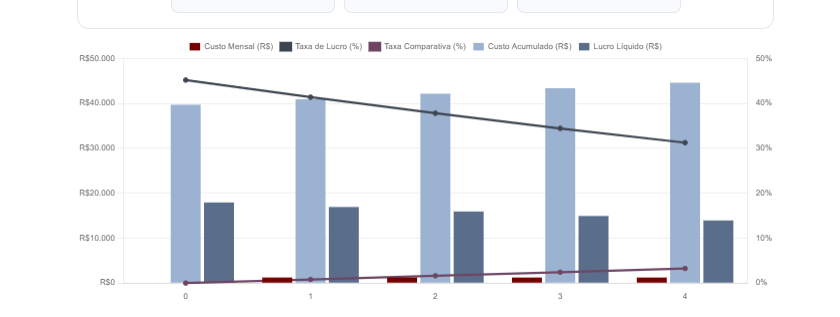 Custo Mensal (R$) Taxa de Lucro (%) Taxa Comparativa (%) Custo Acumulado (R$) Lucro Líquido (R$)
R$50.000 50%
R$40.000 40%
R$30.000 30%
R$20.000 20%
R$10.000 10%
R$0 0%
0 1 2 3 4